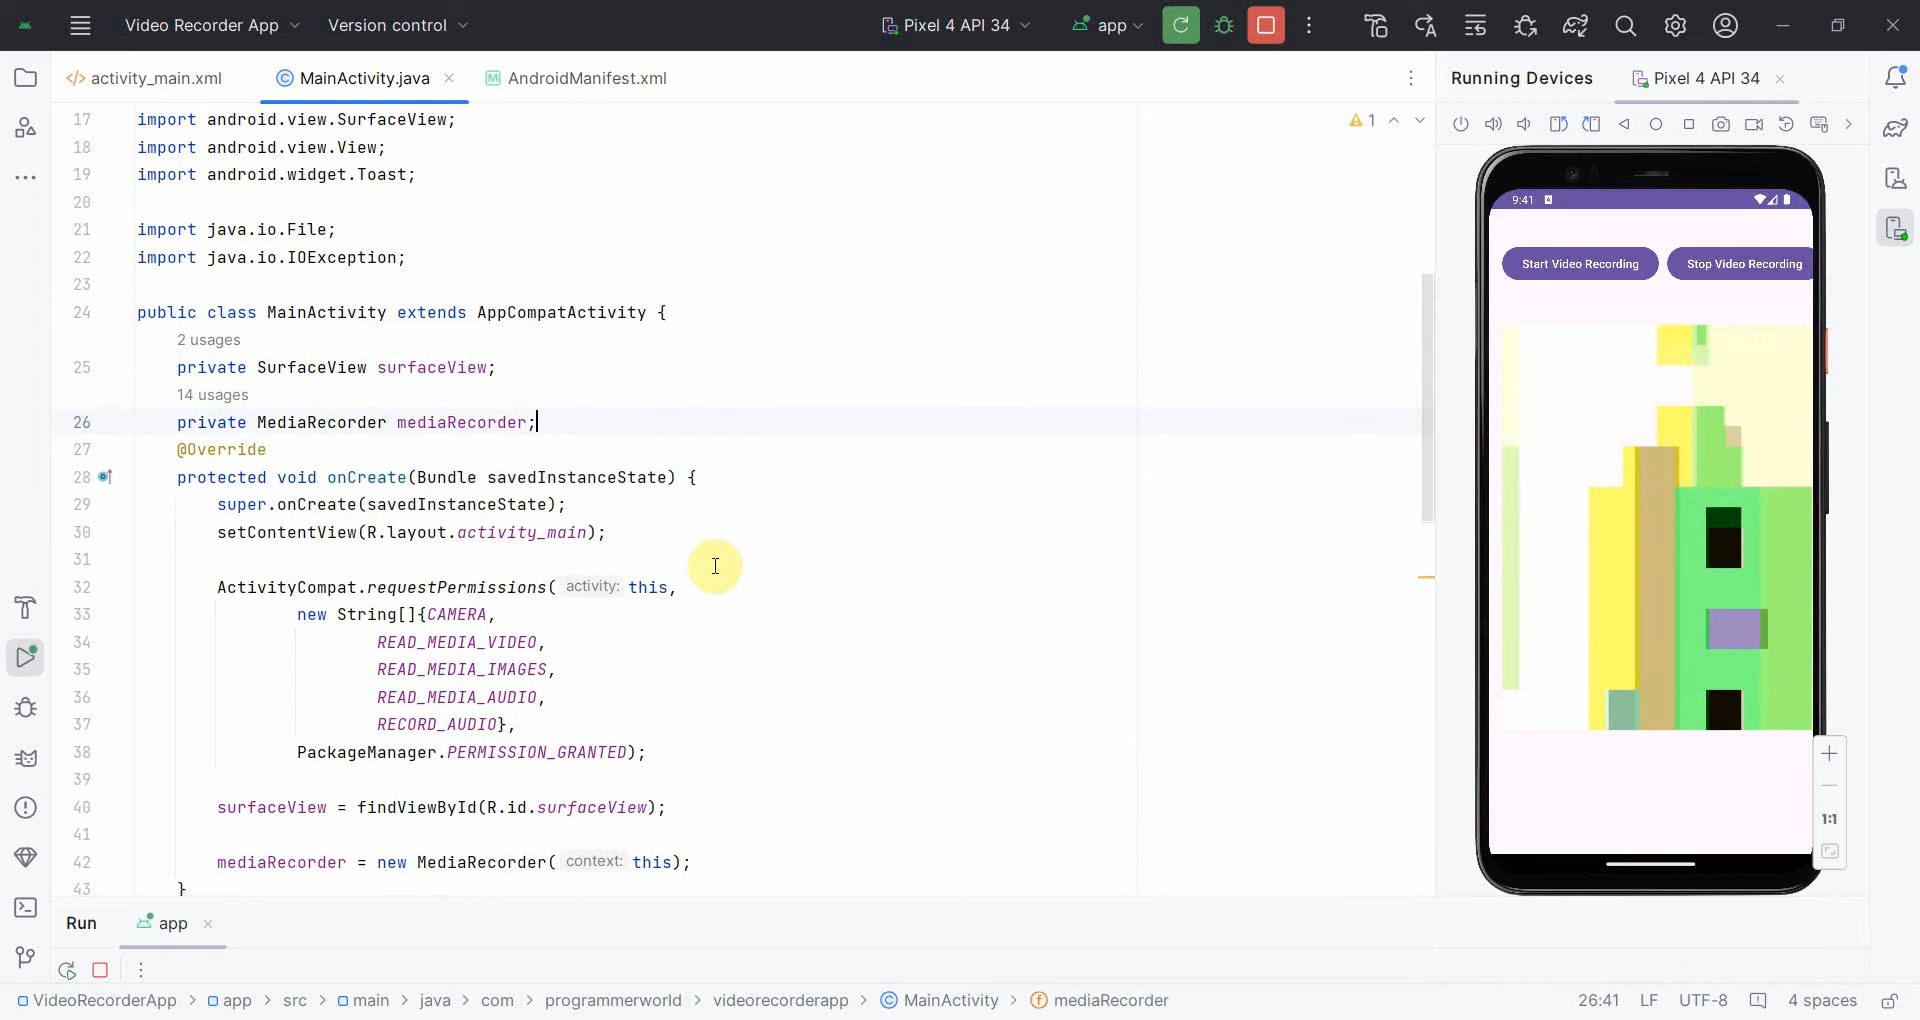 Video Recorder App
Version control
Pixel 4 API 34
app
activity_main.xml
MainActivity.java
AndroidManifest.xml
Running Devices
Pixel 4 API 34
17 import android.view.SurfaceView;
1
18 import android.view.View;
19 import android.widget.Toast;
20
21 import java.io.File;
22 import java.io.IOException;
23
24 public class MainActivity extends AppCompatActivity {
2 usages
25 private SurfaceView surfaceView;
14 usages
26 private MediaRecorder mediaRecorder;
27 @Override
28 protected void onCreate(Bundle savedInstanceState) {
29 super.onCreate(savedInstanceState);
30 setContentView(R.layout.activity_main);
31
32 ActivityCompat.requestPermissions( activity: this,
33 new String[]{CAMERA,
34 READ_MEDIA_VIDEO,
35 READ_MEDIA_IMAGES,
36 READ_MEDIA_AUDIO,
37 RECORD_AUDIO},
38 PackageManager.PERMISSION_GRANTED);
39
40 surfaceView = findViewById(R.id.surfaceView);
41
42 mediaRecorder = new MediaRecorder( context: this);
43 }
9:41
Start Video Recording
Stop Video Recording
1:1
Run
app
VideoRecorderApp > app > src > main > java > com > programmerworld > videorecorderapp > MainActivity > mediaRecorder
26:41 LF UTF-8 4 spaces